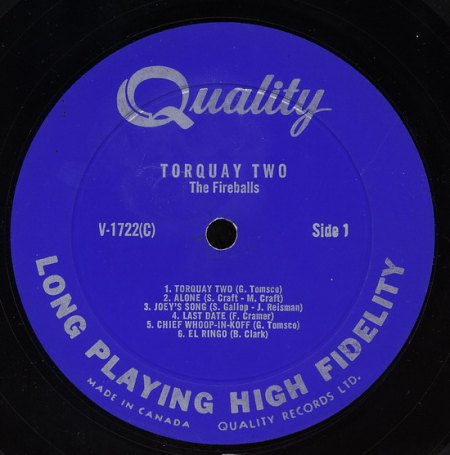 Quality
TORQUAY TWO
The Fireballs
V-1722(C)
Side 1
1. TORQUAY TWO (G. Tomsco)
2. ALONE (S. Craft - M. Craft)
3. JOEY'S SONG (S. Gallop - J. Reisman)
4. LAST DATE (F. Cramer)
5. CHIEF WHOOP-IN-KOFF (G. Tomsco)
6. EL RINGO (B. Clark)
LONG PLAYING HIGH FIDELITY
MADE IN CANADA QUALITY RECORDS LTD.